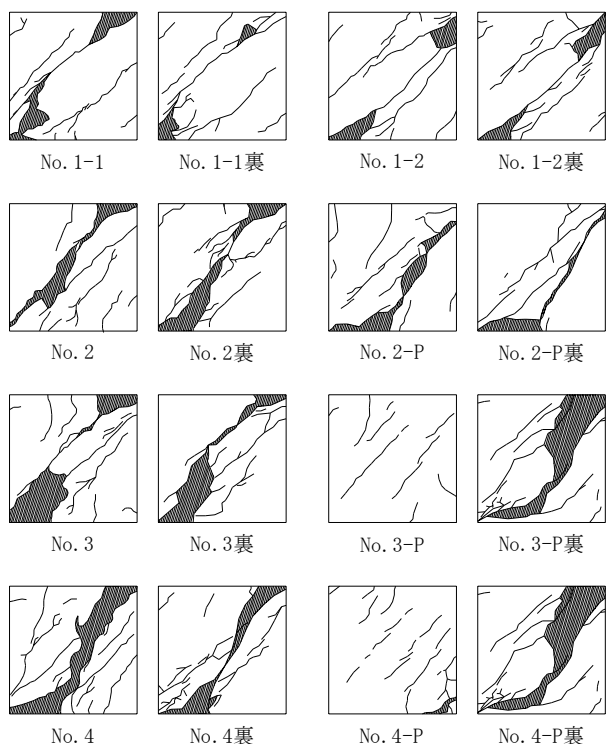 No.1-1 No.1-1裏 No.1-2 No.1-2裏
No.2 No.2裏 No.2-P No.2-P裏
No.3 No.3裏 No.3-P No.3-P裏
No.4 No.4裏 No.4-P No.4-P裏